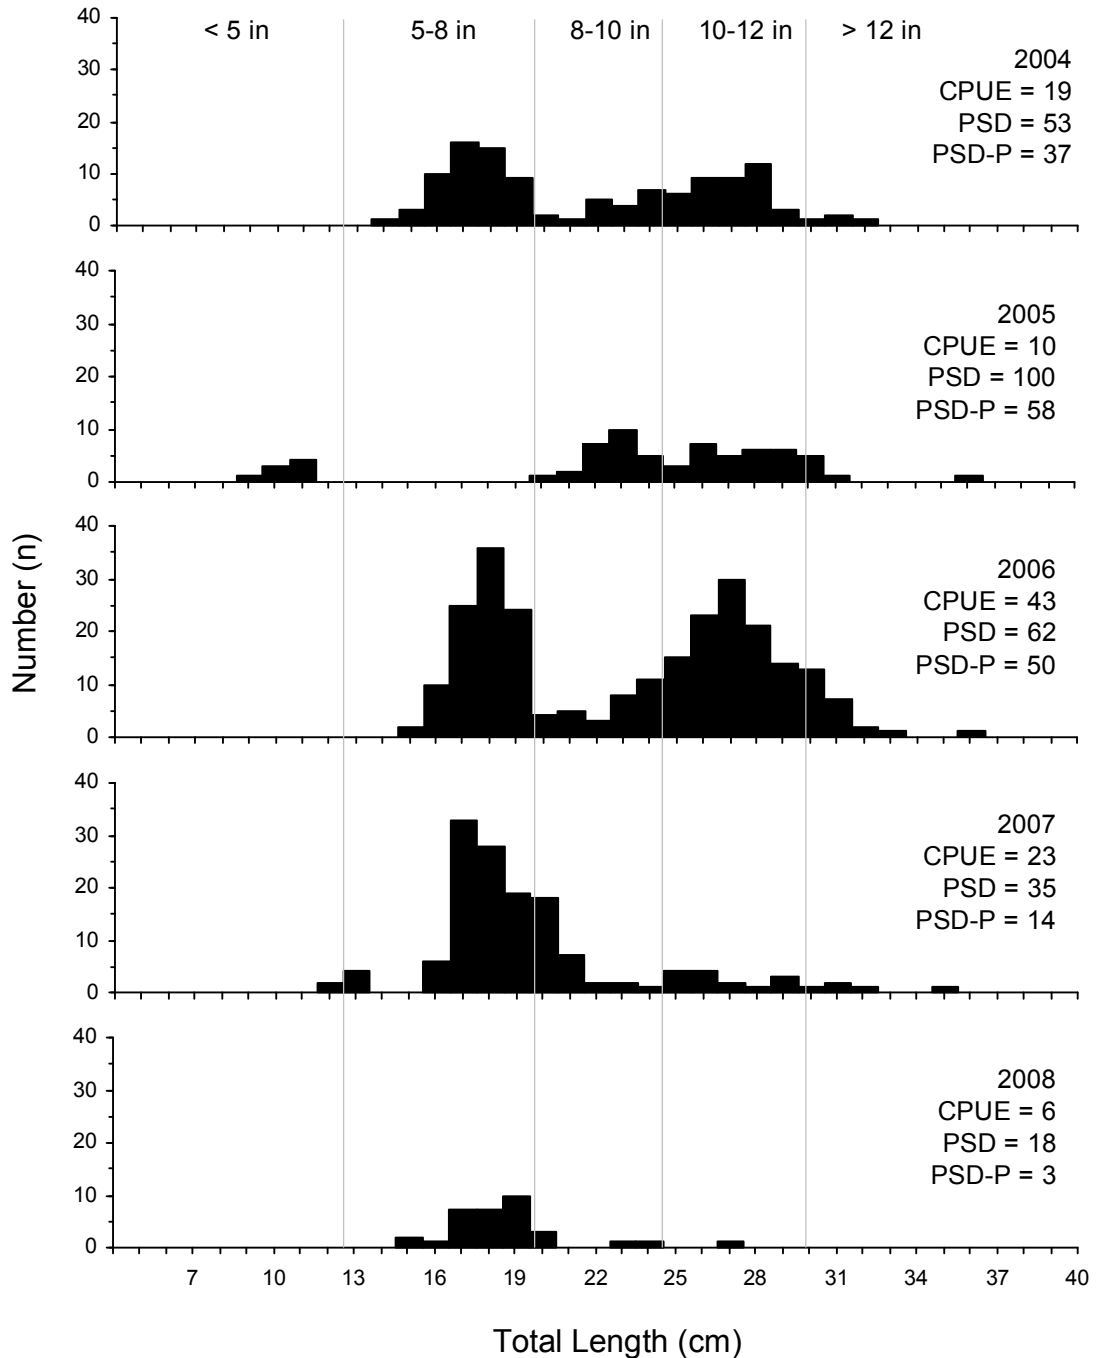 40
< 5 in 5-8 in 8-10 in 10-12 in > 12 in
30
20
10
0
2004
CPUE = 19
PSD = 53
PSD-P = 37
40
30
20
10
0
2005
CPUE = 10
PSD = 100
PSD-P = 58
40
30
20
10
0
2006
CPUE = 43
PSD = 62
PSD-P = 50
Number (n)
40
30
20
10
0
2007
CPUE = 23
PSD = 35
PSD-P = 14
40
30
20
10
0
2008
CPUE = 6
PSD = 18
PSD-P = 3
7 10 13 16 19 22 25 28 31 34 37 40
Total Length (cm)